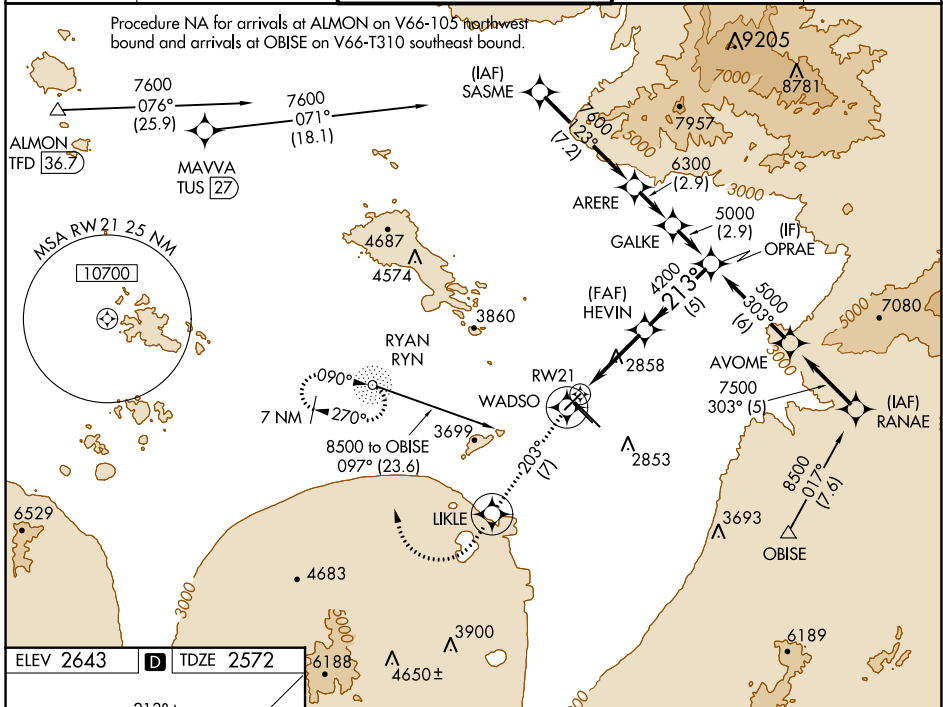 Procedure NA for arrivals at ALMON on V66-105 northwest
bound and arrivals at OBISE on V66-T310 southeast bound.
9205
8781
7000
7957
5000
(IAF)
SASME
7600
123°
(7.2)
7600
076°
(25.9)
7600
071°
(18.1)
ALMON
TFD 36.7
MAVVA
TUS 27
6300
(2.9)
3000
ARERE
5000
(2.9)
GALKE
(IF)
OPRAE
MSA RW21 25 NM
10700
4687
4574
3860
4200
213°
(5)
(FAF)
HEVIN
5000
303°
(6)
7080
5000
3000
AVOME
RYAN
RYN
2858
RW21
WADSO
090°
270°
7 NM
7500
303° (5)
(IAF)
RANAE
3699
8500 to OBISE
097° (23.6)
203°
(7)
2853
8500
017°
(7.6)
6529
LIKLE
3693
OBISE
4683
3000
5000
3900
6189
6188
4650±
ELEV 2643 D TDZE 2572